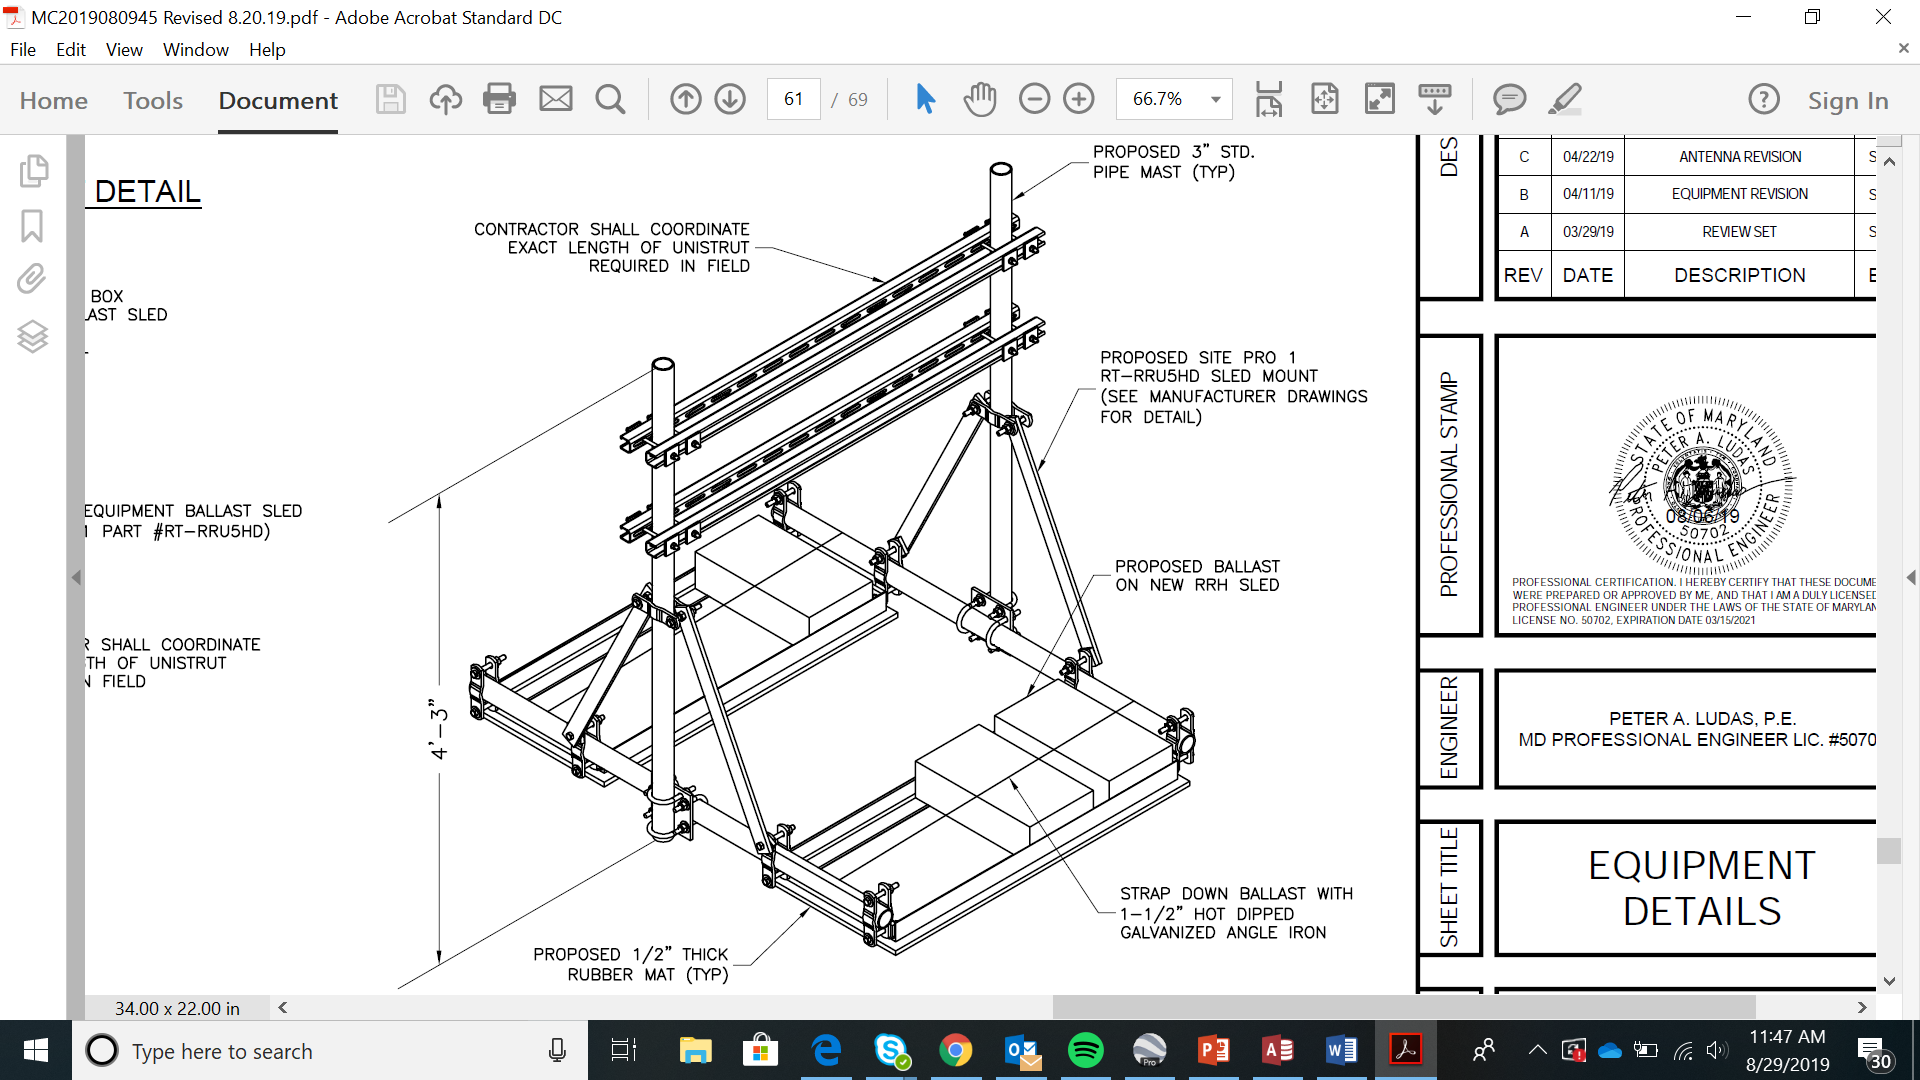 MC2019080945 Revised 8.20.19.pdf - Adobe Acrobat Standard DC
File Edit View Window Help
Home Tools Document
61 / 69
66.7%
Sign In
DETAIL
BOX
LAST SLED
EQUIPMENT BALLAST SLED
1 PART #RT-RRU5HD)
R SHALL COORDINATE
TH OF UNISTRUT
N FIELD
CONTRACTOR SHALL COORDINATE
EXACT LENGTH OF UNISTRUT
REQUIRED IN FIELD
PROPOSED 3" STD.
PIPE MAST (TYP)
PROPOSED SITE PRO 1
RT-RRU5HD SLED MOUNT
(SEE MANUFACTURER DRAWINGS
FOR DETAIL)
PROPOSED BALLAST
ON NEW RRH SLED
4'-3"
STRAP DOWN BALLAST WITH
1-1/2" HOT DIPPED
GALVANIZED ANGLE IRON
PROPOSED 1/2" THICK
RUBBER MAT (TYP)
DES
C 04/22/19 ANTENNA REVISION S
B 04/11/19 EQUIPMENT REVISION S
A 03/29/19 REVIEW SET S
REV DATE DESCRIPTION
PROFESSIONAL STAMP
STATE OF MARYLAND
PETER A. LUDAS
08/06/19
50702
PROFESSIONAL ENGINEER
PROFESSIONAL CERTIFICATION. I HEREBY CERTIFY THAT THESE DOCUME
WERE PREPARED OR APPROVED BY ME, AND THAT I AM A DULY LICENSED
PROFESSIONAL ENGINEER UNDER THE LAWS OF THE STATE OF MARYLAN
LICENSE NO. 50702, EXPIRATION DATE 03/15/2021
ENGINEER
PETER A. LUDAS, P.E.
MD PROFESSIONAL ENGINEER LIC. #5070
SHEET TITLE
EQUIPMENT
DETAILS
34.00 x 22.00 in
Type here to search
Pro
11:47 AM
8/29/2019
30